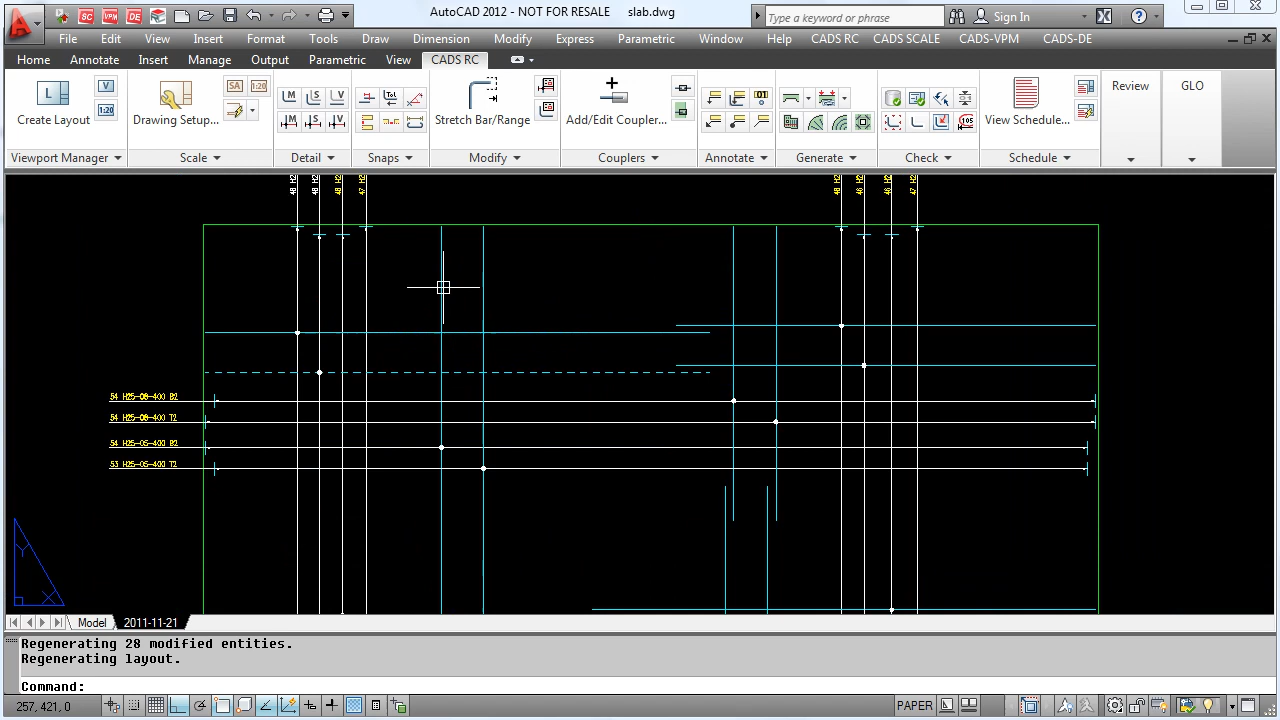 AutoCAD 2012 - NOT FOR RESALE slab.dwg
Type a keyword or phrase
Sign In
File Edit View Insert Format Tools Draw Dimension Modify Express Parametric Window Help CADS RC CADS SCALE CADS-VPM CADS-DE
Home Annotate Insert Manage Output Parametric View CADS RC
Create Layout
Drawing Setup...
Stretch Bar/Range
Add/Edit Coupler...
View Schedule...
Review
GLO
Viewport Manager
Scale
Detail
Snaps
Modify
Couplers
Annotate
Generate
Check
Schedule
54 H25-08-400 B2
54 H25-08-400 T2
54 H25-05-400 B2
53 H25-05-400 T2
Model
2011-11-21
Regenerating 28 modified entities.
Regenerating layout.
Command:
257, 421, 0
PAPER